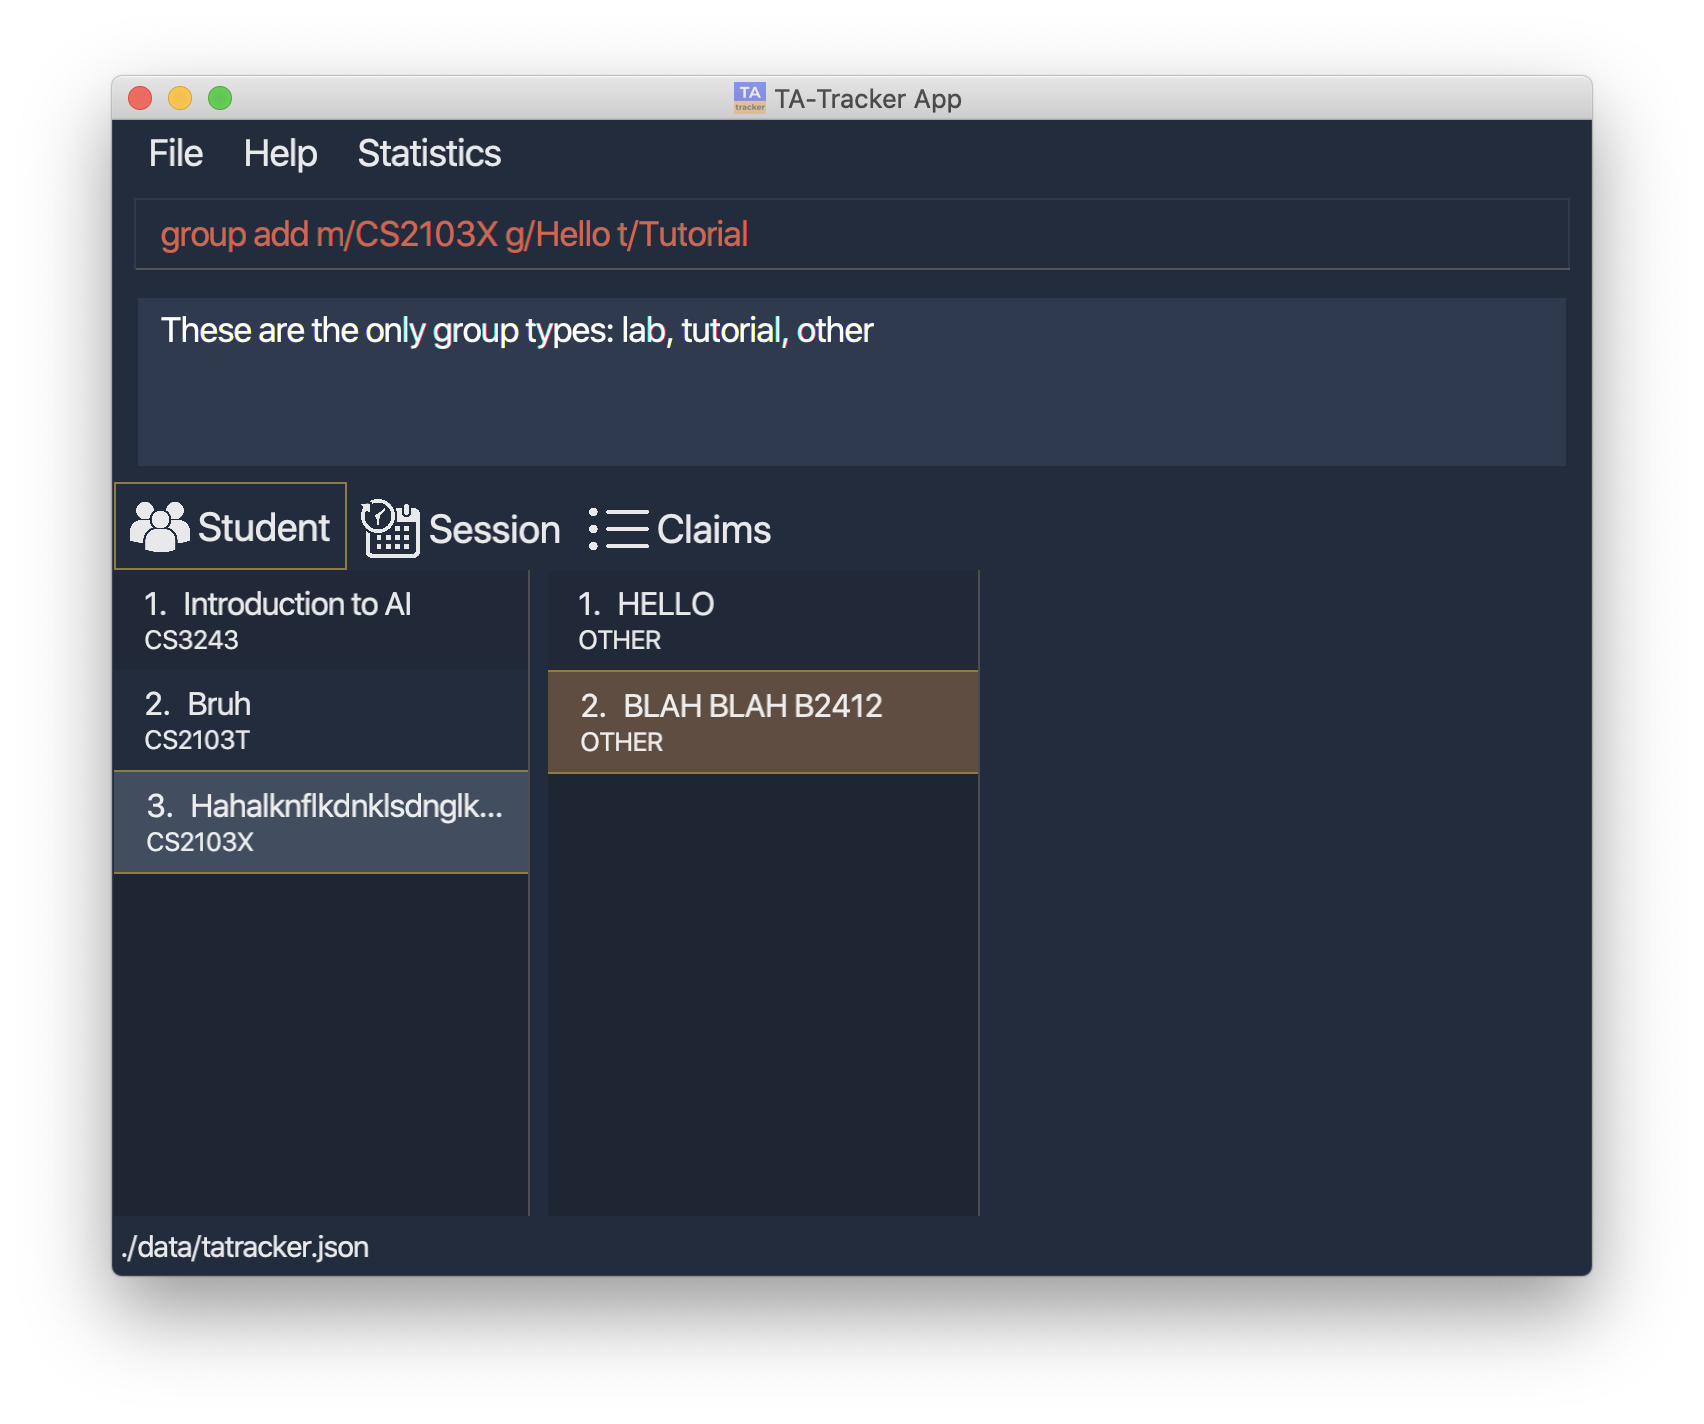 TA tracker TA-Tracker App
File Help Statistics
group add m/CS2103X g/Hello t/Tutorial
These are the only group types: lab, tutorial, other
Student Session Claims
1. Introduction to AI
CS3243
2. Bruh
CS2103T
3. Hahalknflkdnklsdnglk...
CS2103X
1. HELLO
OTHER
2. BLAH BLAH B2412
OTHER
./data/tatracker.json